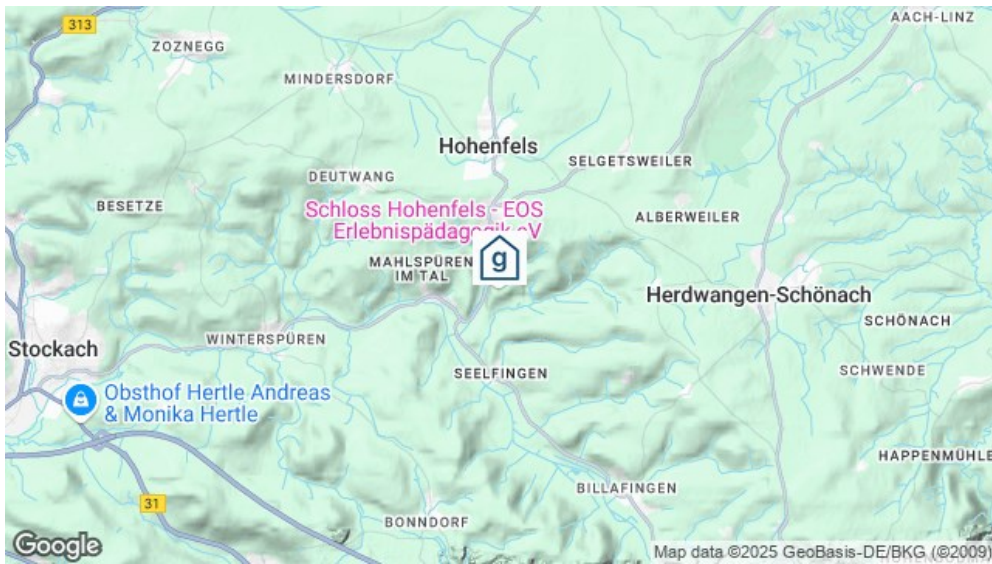 313
ZOZNEGG
AACH-LINZ
MINDERSDORF
Hohenfels
SELGETSWEILER
DEUTWANG
BESETZE
Schloss Hohenfels - EOS
Erlebnispädagogik eV
ALBERWEILER
g
MAHLSPÜREN
IM TAL
Herdwangen-Schönach
SCHÖNACH
WINTERSPÜREN
Stockach
SEELFINGEN
SCHWENDE
Obsthof Hertle Andreas
& Monika Hertle
HAPPENMÜHLE
BILLAFINGEN
31
BONNDORF
Google
Map data ©2025 GeoBasis-DE/BKG (©2009)